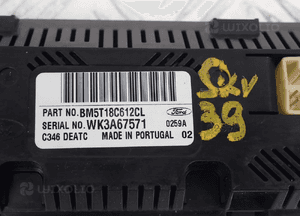 PART NO. BM5T18C612CL
Ford
SERIAL NO. WK3A67571
0259A
C346 DEATC MADE IN PORTUGAL 02
39